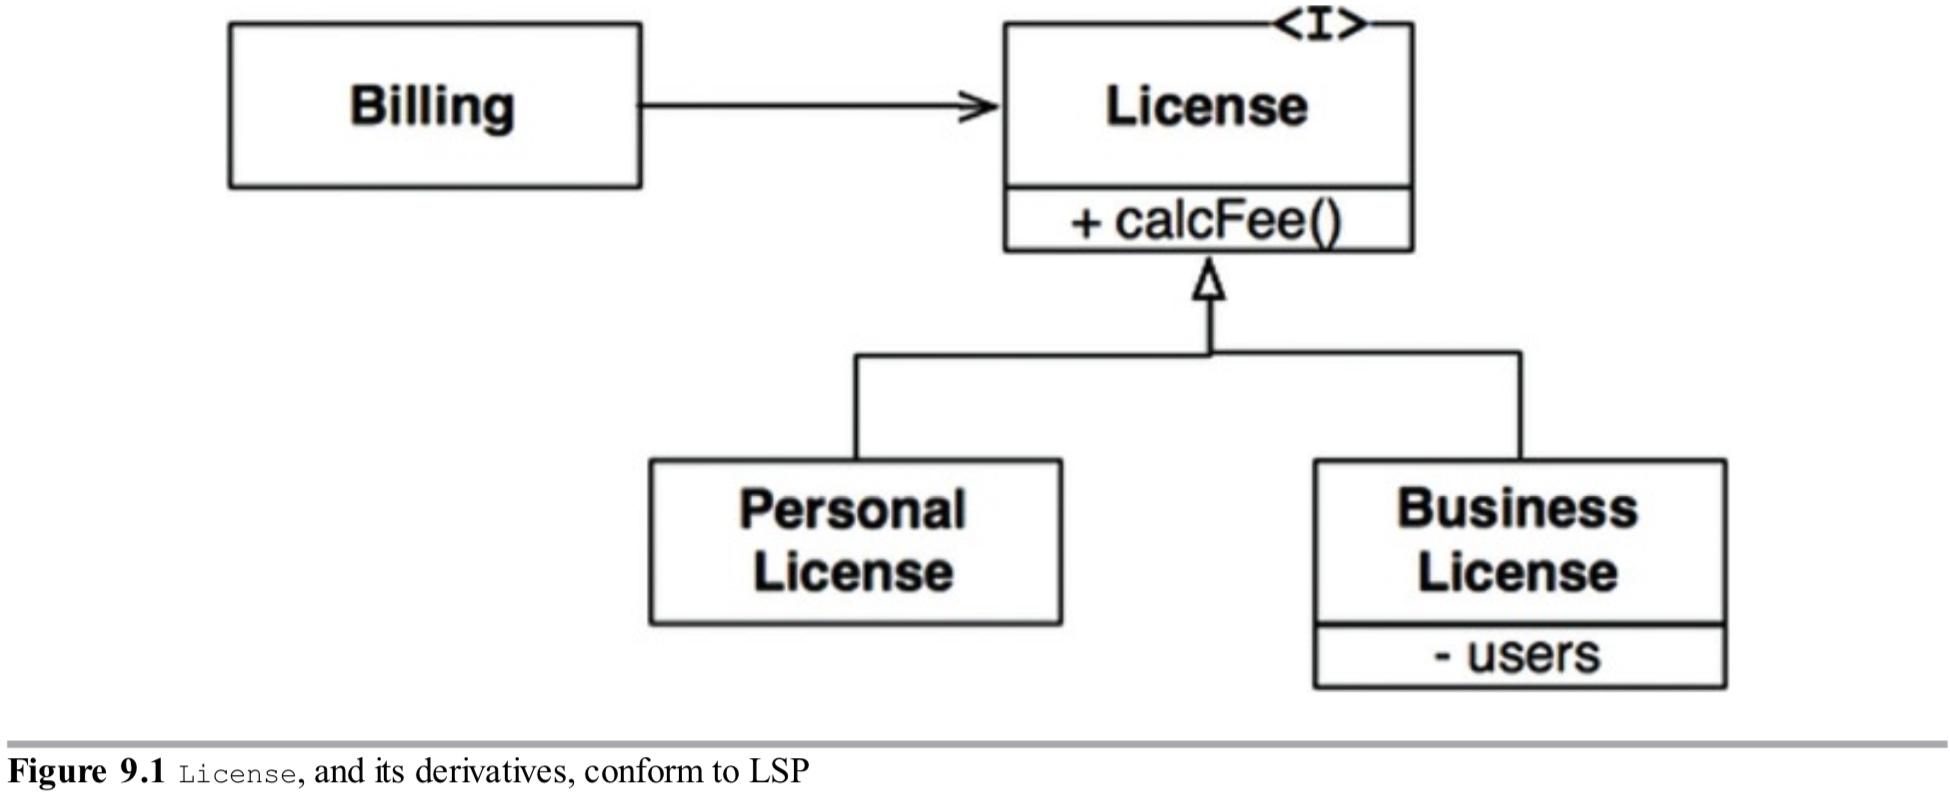 <I>
Billing
License
+ calcFee()
Personal
License
Business
License
- users
Figure 9.1 License, and its derivatives, conform to LSP